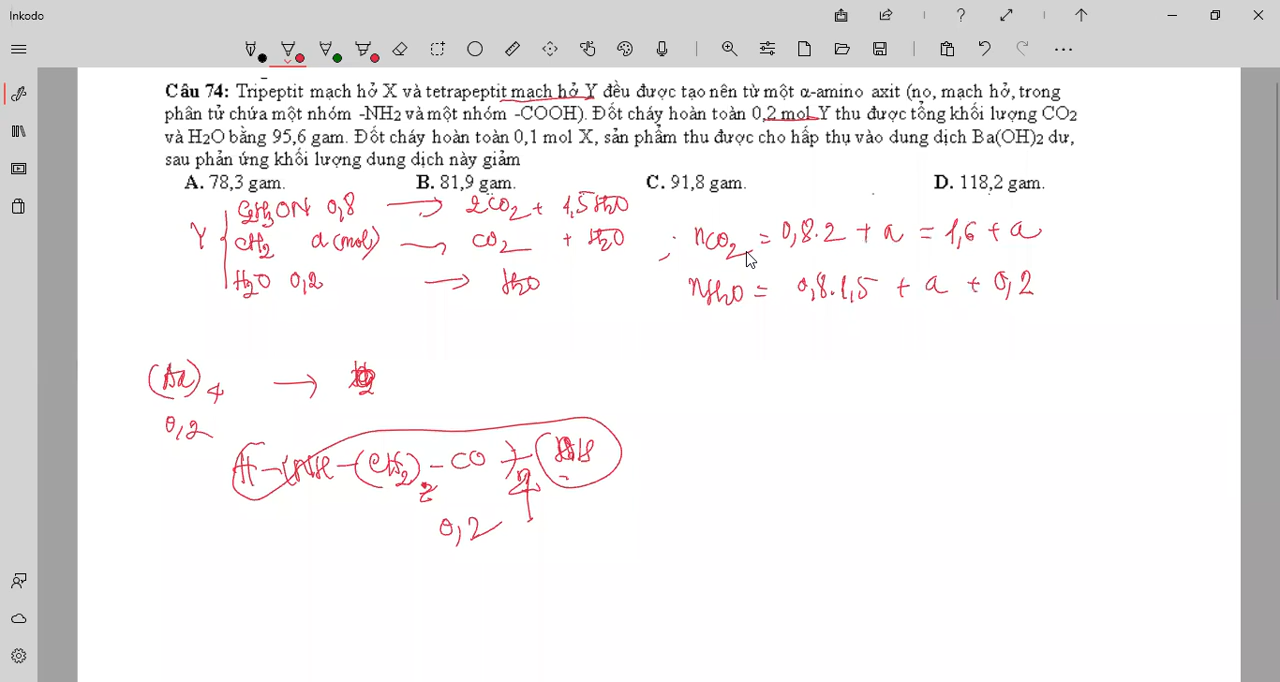 Inkodo
Câu 74: Tripeptit mạch hở X và tetrapeptit mạch hở Y đều được tạo nên từ một α-amino axit (no, mạch hở, trong
phân tử chứa một nhóm -NH2 và một nhóm -COOH). Đốt cháy hoàn toàn 0,2 mol Y thu được tổng khối lượng CO2
và H2O bằng 95,6 gam. Đốt cháy hoàn toàn 0,1 mol X, sản phẩm thu được cho hấp thụ vào dung dịch Ba(OH)2 dư,
sau phản ứng khối lượng dung dịch này giảm
A. 78,3 gam. B. 81,9 gam. C. 91,8 gam. D. 118,2 gam.
Y { C2H3ON 0,8 → 2CO2 + 1,5H2O
CH2 a (mol) → CO2 + H2O
H2O 0,2 → H2O
; nCO2 = 0,8.2 + a = 1,6 + a
nH2O = 0,8.1,5 + a + 0,2
(Aa)4 →
0,2
H - (NH - (CH2)z - CO )4
0,2